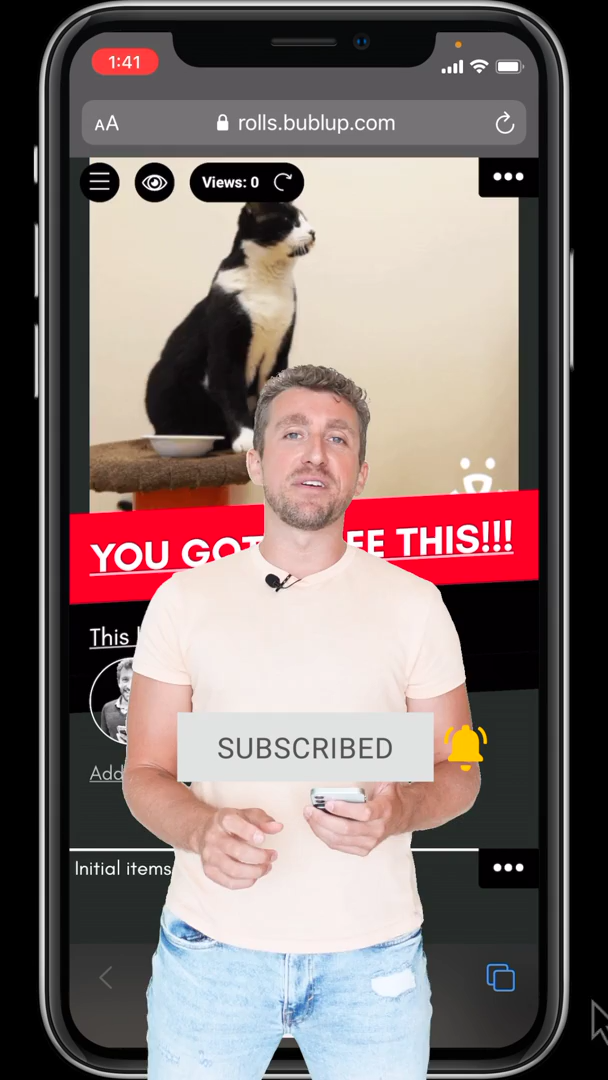 1:41
AA
rolls.bublup.com
Views: 0
YOU GOT EE THIS!!!
This
SUBSCRIBED
Add
Initial items